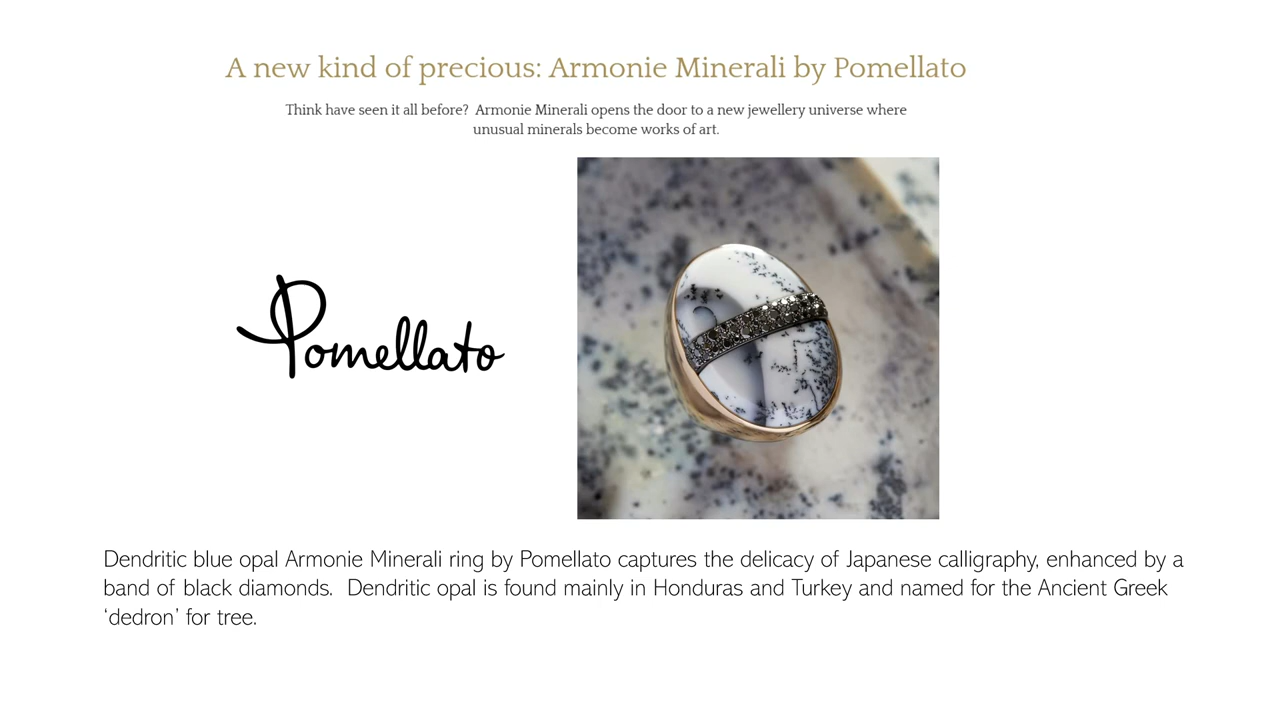 A new kind of precious: Armonie Minerali by Pomellato
Think have seen it all before?  Armonie Minerali opens the door to a new jewellery universe where
unusual minerals become works of art.
Pomellato
Dendritic blue opal Armonie Minerali ring by Pomellato captures the delicacy of Japanese calligraphy, enhanced by a
band of black diamonds.  Dendritic opal is found mainly in Honduras and Turkey and named for the Ancient Greek
‘dedron’ for tree.